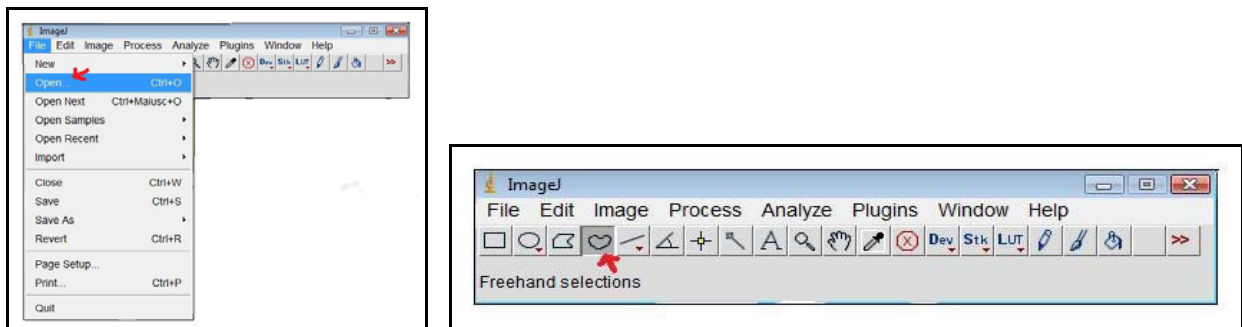 ImageJ
File Edit Image Process Analyze Plugins Window Help
Dev Stk LUT >>
New
Open... Ctrl+O
Open Next Ctrl+Maiusc+O
Open Samples
Open Recent
Import
Close Ctrl+W
Save Ctrl+S
Save As
Revert Ctrl+R
Page Setup...
Print... Ctrl+P
Quit
ImageJ
File Edit Image Process Analyze Plugins Window Help
A Dev Stk LUT >>
Freehand selections